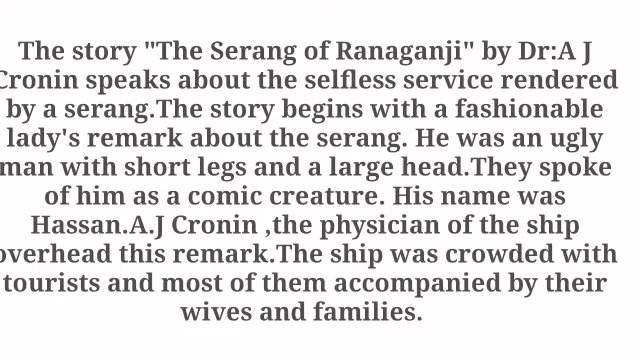 The story "The Serang of Ranaganji" by Dr:A J
Cronin speaks about the selfless service rendered
by a serang.The story begins with a fashionable
lady's remark about the serang. He was an ugly
man with short legs and a large head.They spoke
of him as a comic creature. His name was
Hassan.A.J Cronin ,the physician of the ship
overhead this remark.The ship was crowded with
tourists and most of them accompanied by their
wives and families.